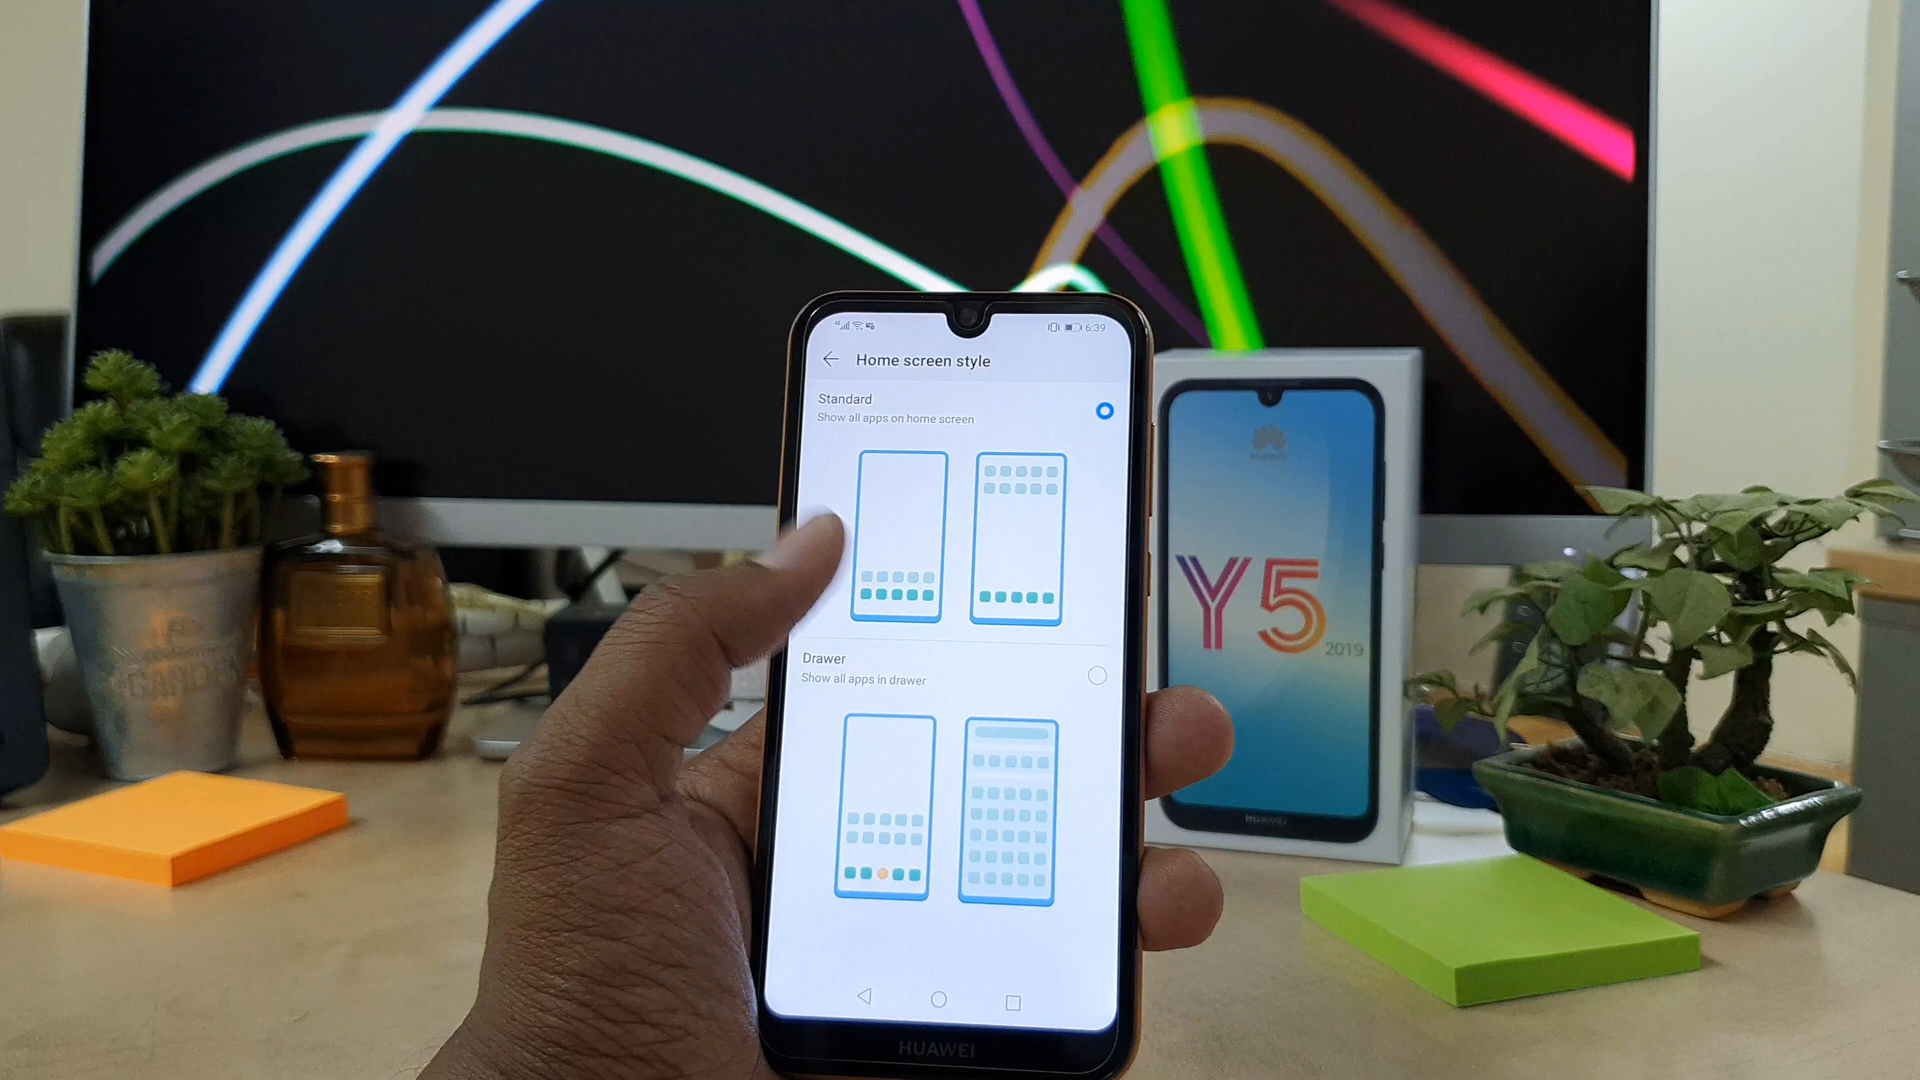 6:39
Home screen style
Standard
Show all apps on home screen
Drawer
Show all apps in drawer
HUAWEI
Y5
2019
HUAWEI